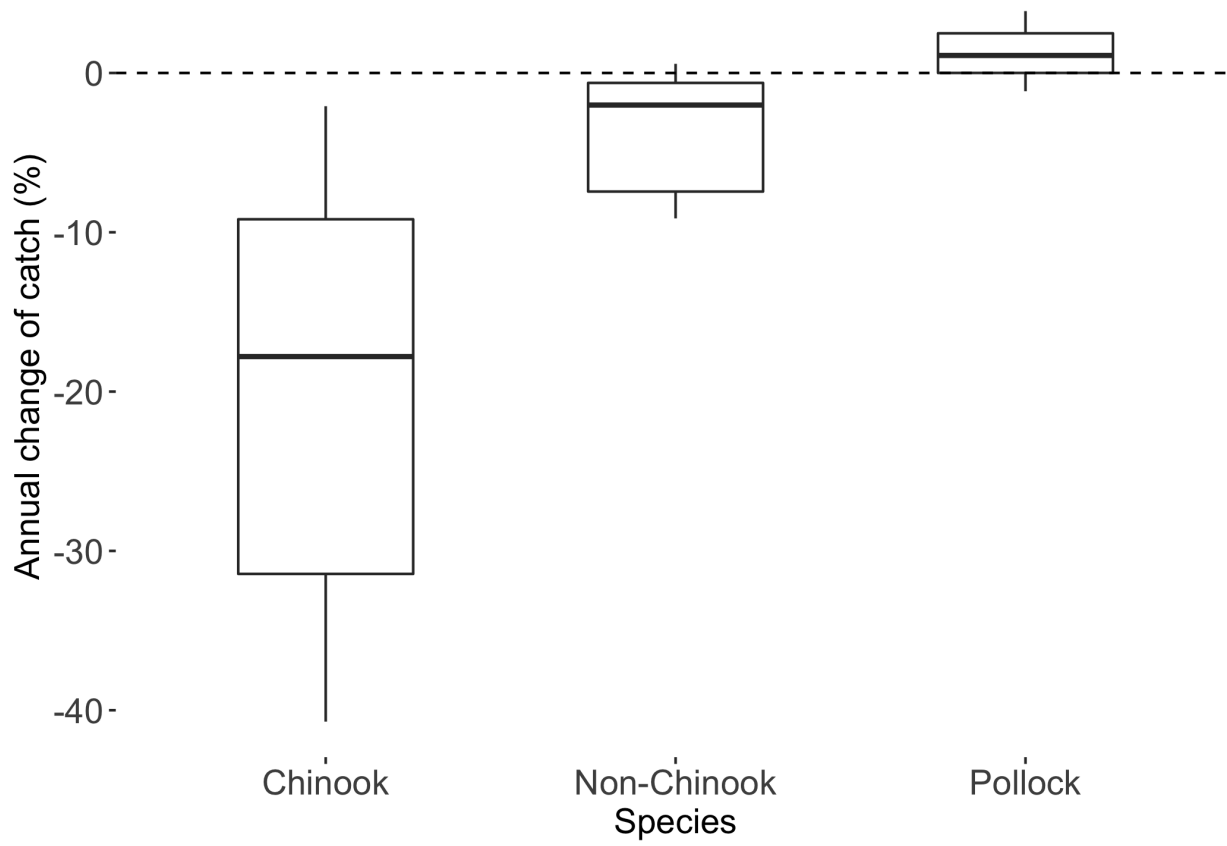 Annual change of catch (%)
0
-10
-20
-30
-40
Chinook
Non-Chinook
Pollock
Species